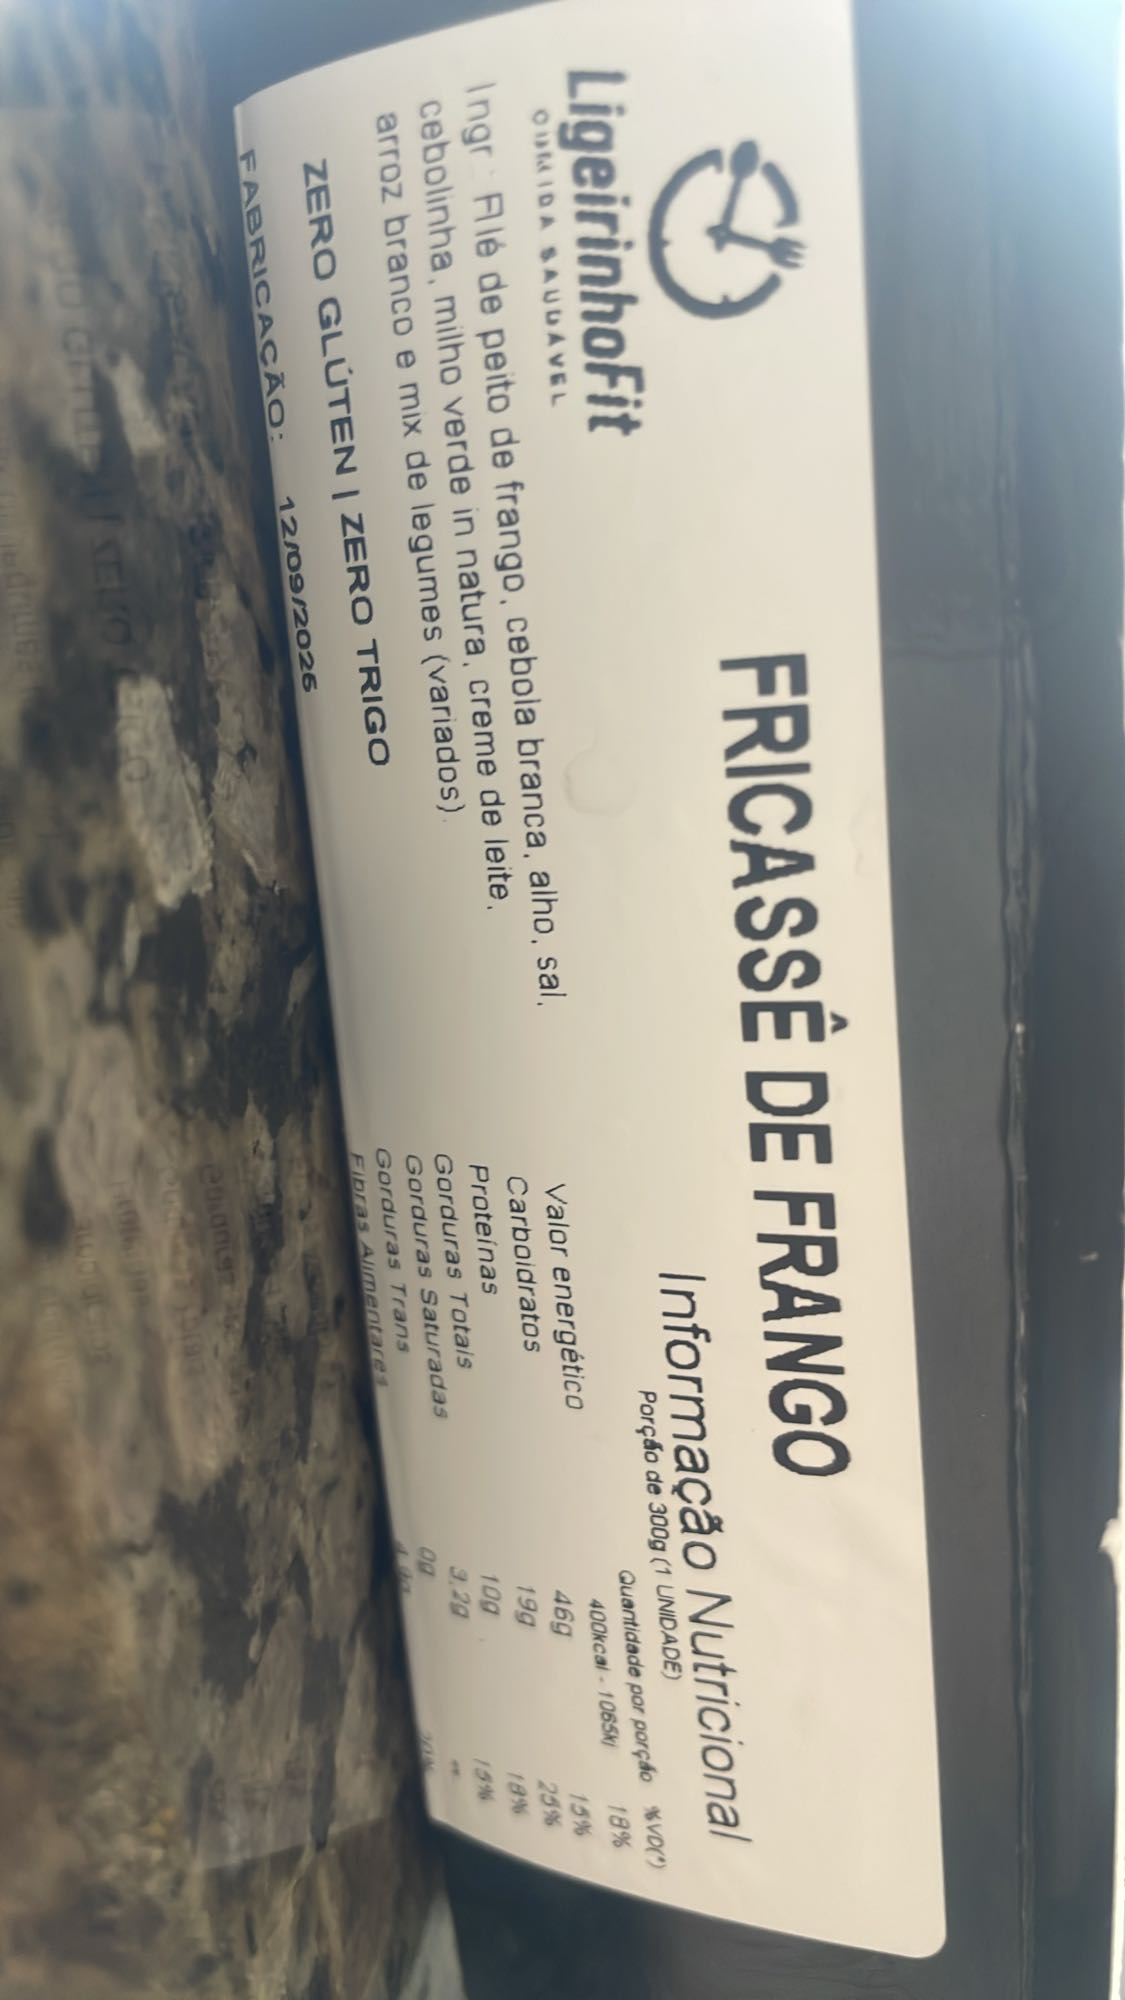 LigeirinhoFit
COMIDA SAUDÁVEL
FRICASSÊ DE FRANGO
Ingr: Filé de peito de frango, cebola branca, alho, sal,
cebolinha, milho verde in natura, creme de leite,
arroz branco e mix de legumes (variados).
ZERO GLÚTEN | ZERO TRIGO
FABRICAÇÃO: 12/09/2025
Informação Nutricional
Porção de 300g (1 UNIDADE)
Quantidade por porção %VD(*)
Valor energético 400kcal - 1065kj 18%
Carboidratos 46g 15%
Proteínas 19g 25%
Gorduras Totais 10g 18%
Gorduras Saturadas 3.2g 15%
Gorduras Trans 0g **
Fibras Alimentares